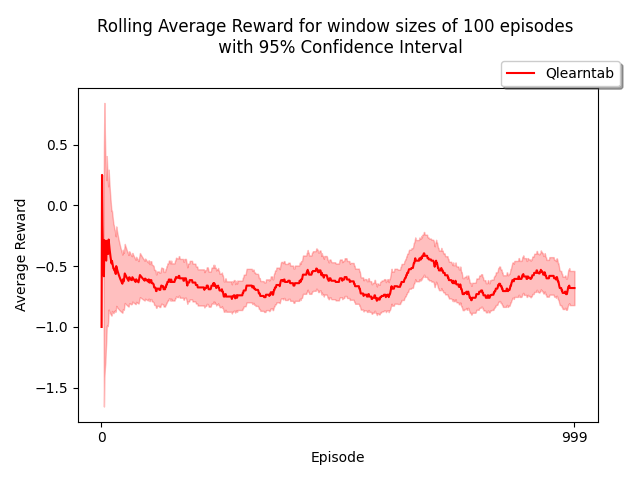 Rolling Average Reward for window sizes of 100 episodes
with 95% Confidence Interval
Qlearntab
0.5
0.0
−0.5
−1.0
−1.5
Average Reward
0 999
Episode